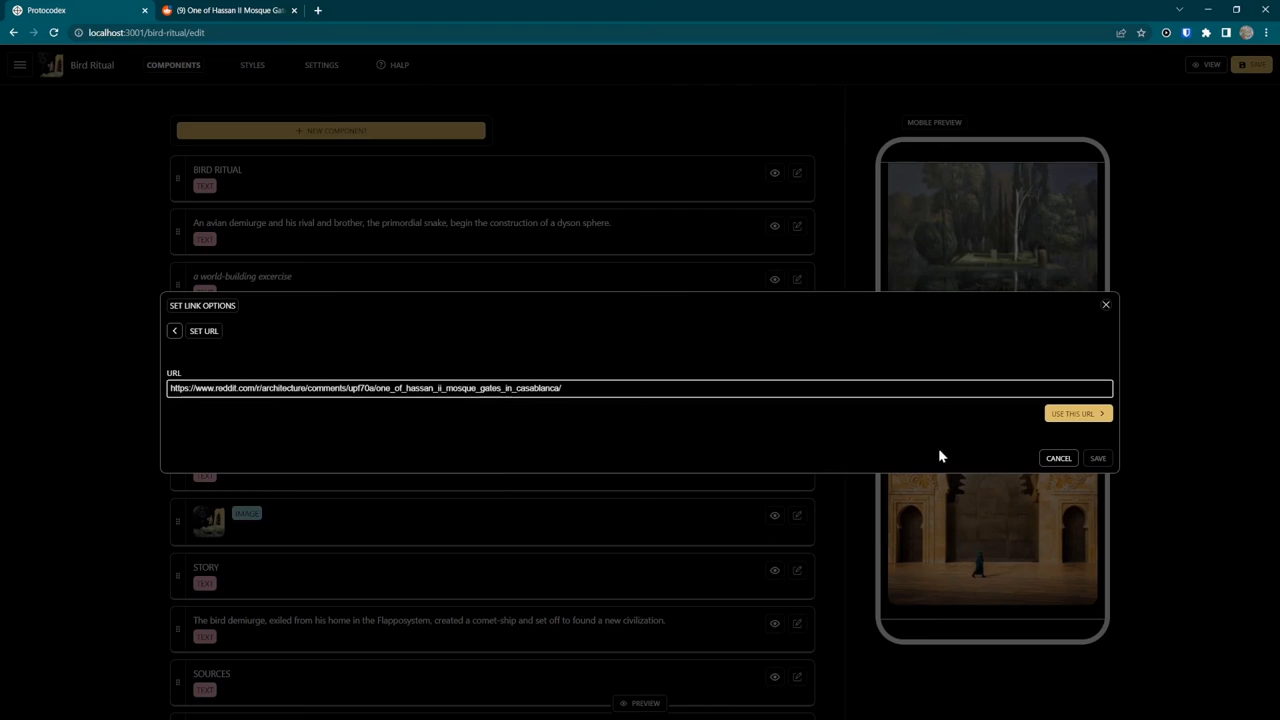 Protocodex
(9) One of Hassan II Mosque Gat
localhost:3001/bird-ritual/edit
Bird Ritual
COMPONENTS
STYLES
SETTINGS
HALP
VIEW
SAVE
NEW COMPONENT
MOBILE PREVIEW
BIRD RITUAL
TEXT
An avian demiurge and his rival and brother, the primordial snake, begin the construction of a dyson sphere.
TEXT
a world-building excercise
SET LINK OPTIONS
SET URL
URL
https://www.reddit.com/r/architecture/comments/upf70a/one_of_hassan_ii_mosque_gates_in_casablanca/
USE THIS URL
CANCEL
SAVE
TEXT
IMAGE
STORY
TEXT
The bird demiurge, exiled from his home in the Flapposystem, created a comet-ship and set off to found a new civilization.
TEXT
SOURCES
TEXT
PREVIEW